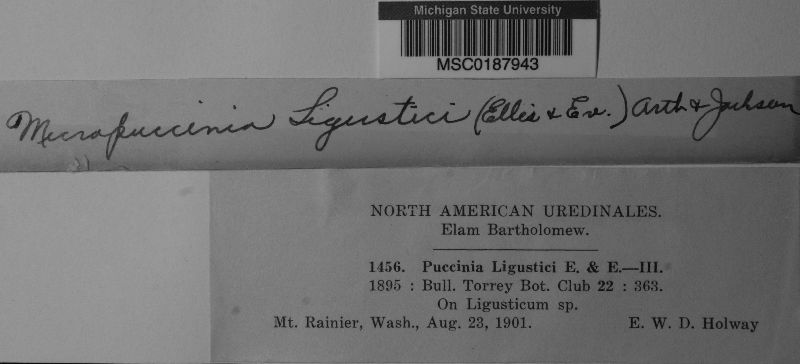 Michigan State University
MSC0187943
Micropuccinia Ligustici (Ellis & Ev.) Arth & Jackson
NORTH AMERICAN UREDINALES.
Elam Bartholomew.
1456. Puccinia Ligustici E. & E.—III.
1895 : Bull. Torrey Bot. Club 22 : 363.
On Ligusticum sp.
Mt. Rainier, Wash., Aug. 23, 1901. E. W. D. Holway